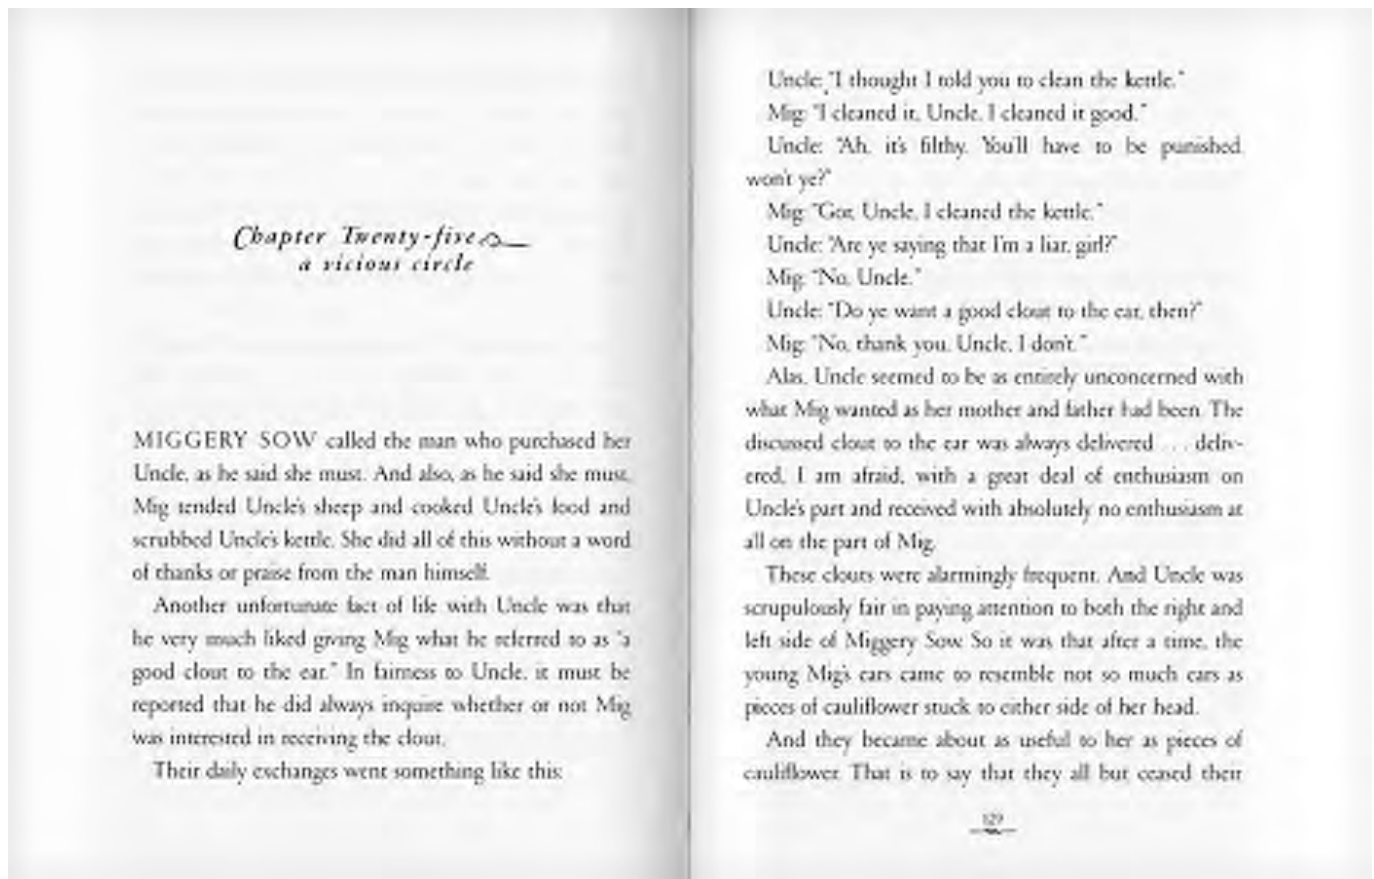 Chapter Twenty-five
a vicious circle
MIGGERY SOW called the man who purchased her
Uncle, as he said she must. And also, as he said she must,
Mig tended Uncle's sheep and cooked Uncle's food and
scrubbed Uncle's kettle. She did all of this without a word
of thanks or praise from the man himself.
Another unfortunate fact of life with Uncle was that
he very much liked giving Mig what he referred to as "a
good clout to the ear." In fairness to Uncle, it must be
reported that he did always inquire whether or not Mig
was interested in receiving the clout.
Their daily exchanges went something like this:
Uncle: "I thought I told you to clean the kettle."
Mig: "I cleaned it, Uncle. I cleaned it good."
Uncle: "Ah, it's filthy. You'll have to be punished,
won't ye?"
Mig: "Gor, Uncle, I cleaned the kettle."
Uncle: "Are ye saying that I'm a liar, girl?"
Mig: "No, Uncle."
Uncle: "Do ye want a good clout to the ear, then?"
Mig: "No, thank you, Uncle, I don't."
Alas, Uncle seemed to be as entirely unconcerned with
what Mig wanted as her mother and father had been. The
discussed clout to the ear was always delivered . . . deliv-
ered, I am afraid, with a great deal of enthusiasm on
Uncle's part and received with absolutely no enthusiasm at
all on the part of Mig.
These clouts were alarmingly frequent. And Uncle was
scrupulously fair in paying attention to both the right and
left side of Miggery Sow. So it was that after a time, the
young Mig's ears came to resemble not so much ears as
pieces of cauliflower stuck to either side of her head.
And they became about as useful to her as pieces of
cauliflower. That is to say that they all but ceased their
129